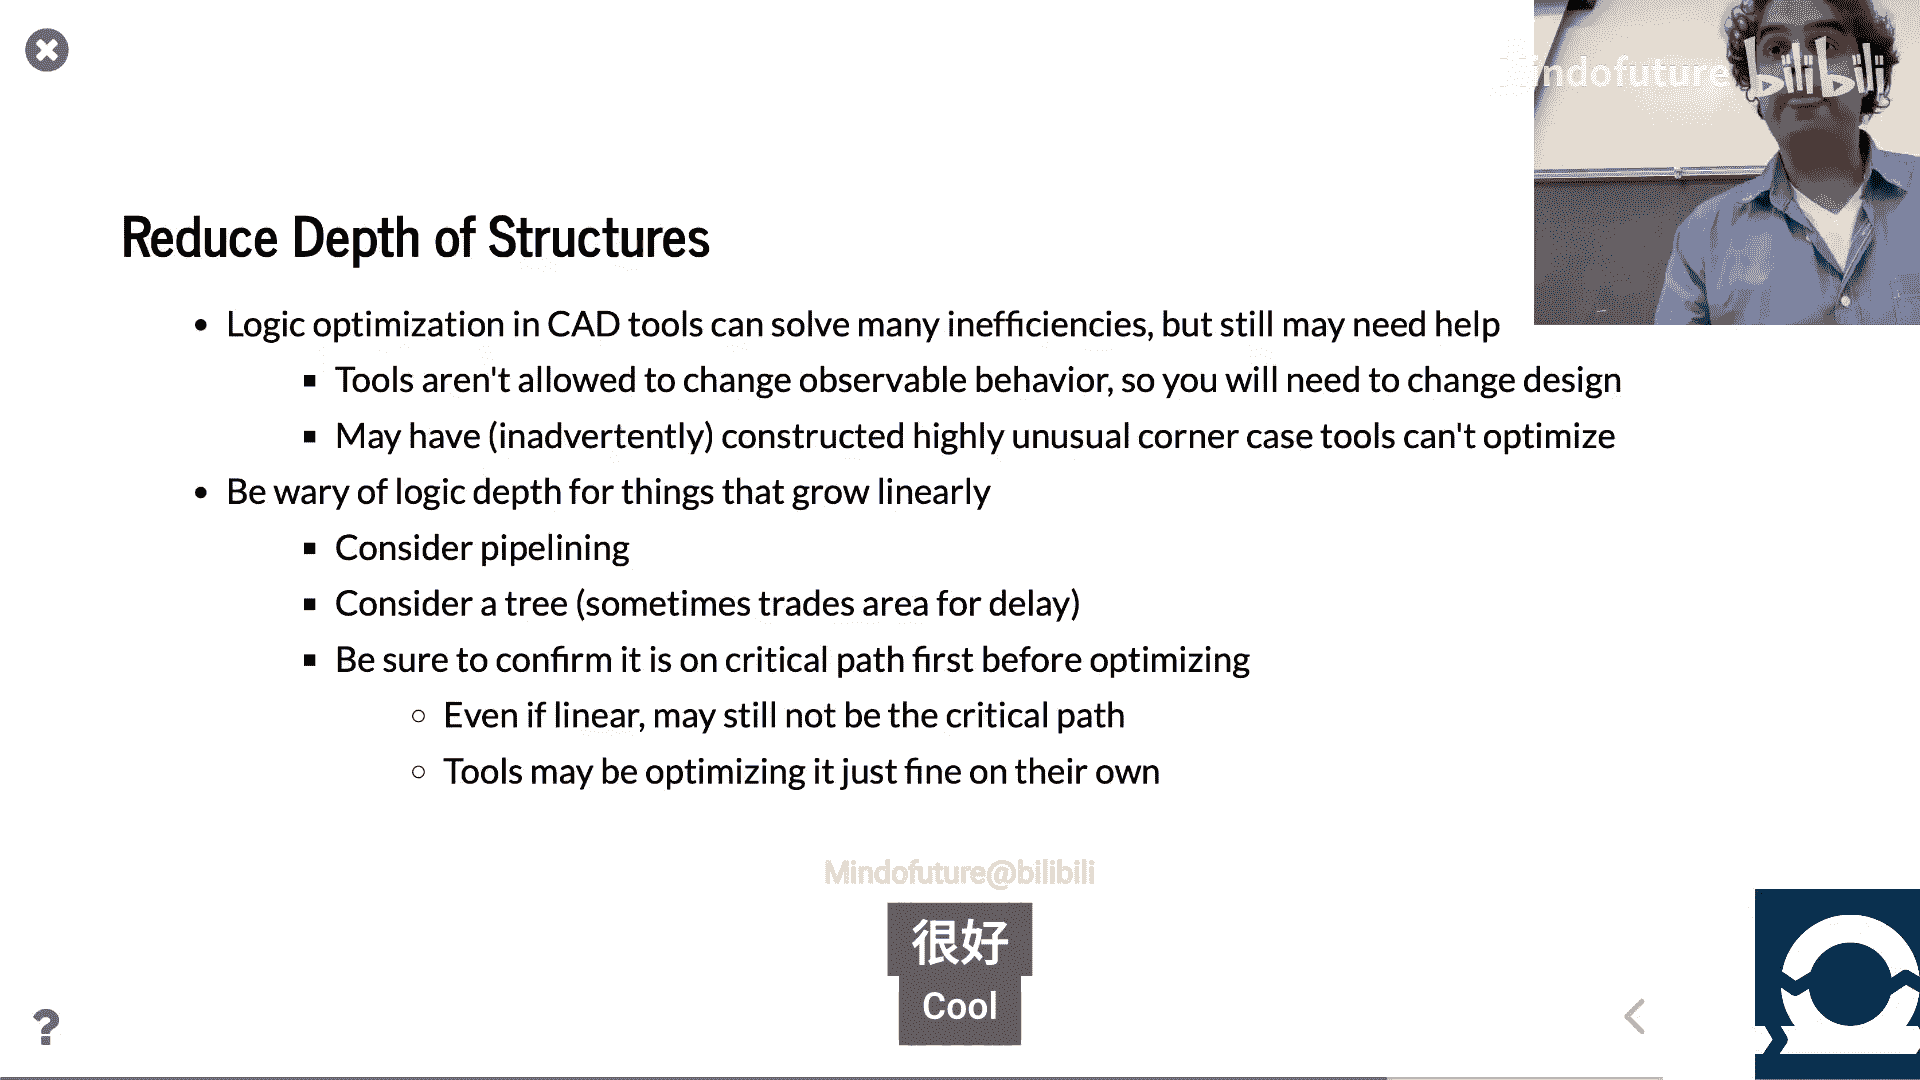 Mindofuture bilibili
Reduce Depth of Structures
• Logic optimization in CAD tools can solve many inefficiencies, but still may need help
▪ Tools aren't allowed to change observable behavior, so you will need to change design
▪ May have (inadvertently) constructed highly unusual corner case tools can't optimize
• Be wary of logic depth for things that grow linearly
▪ Consider pipelining
▪ Consider a tree (sometimes trades area for delay)
▪ Be sure to confirm it is on critical path first before optimizing
○ Even if linear, may still not be the critical path
○ Tools may be optimizing it just fine on their own
Mindofuture@bilibili
很好
Cool
?